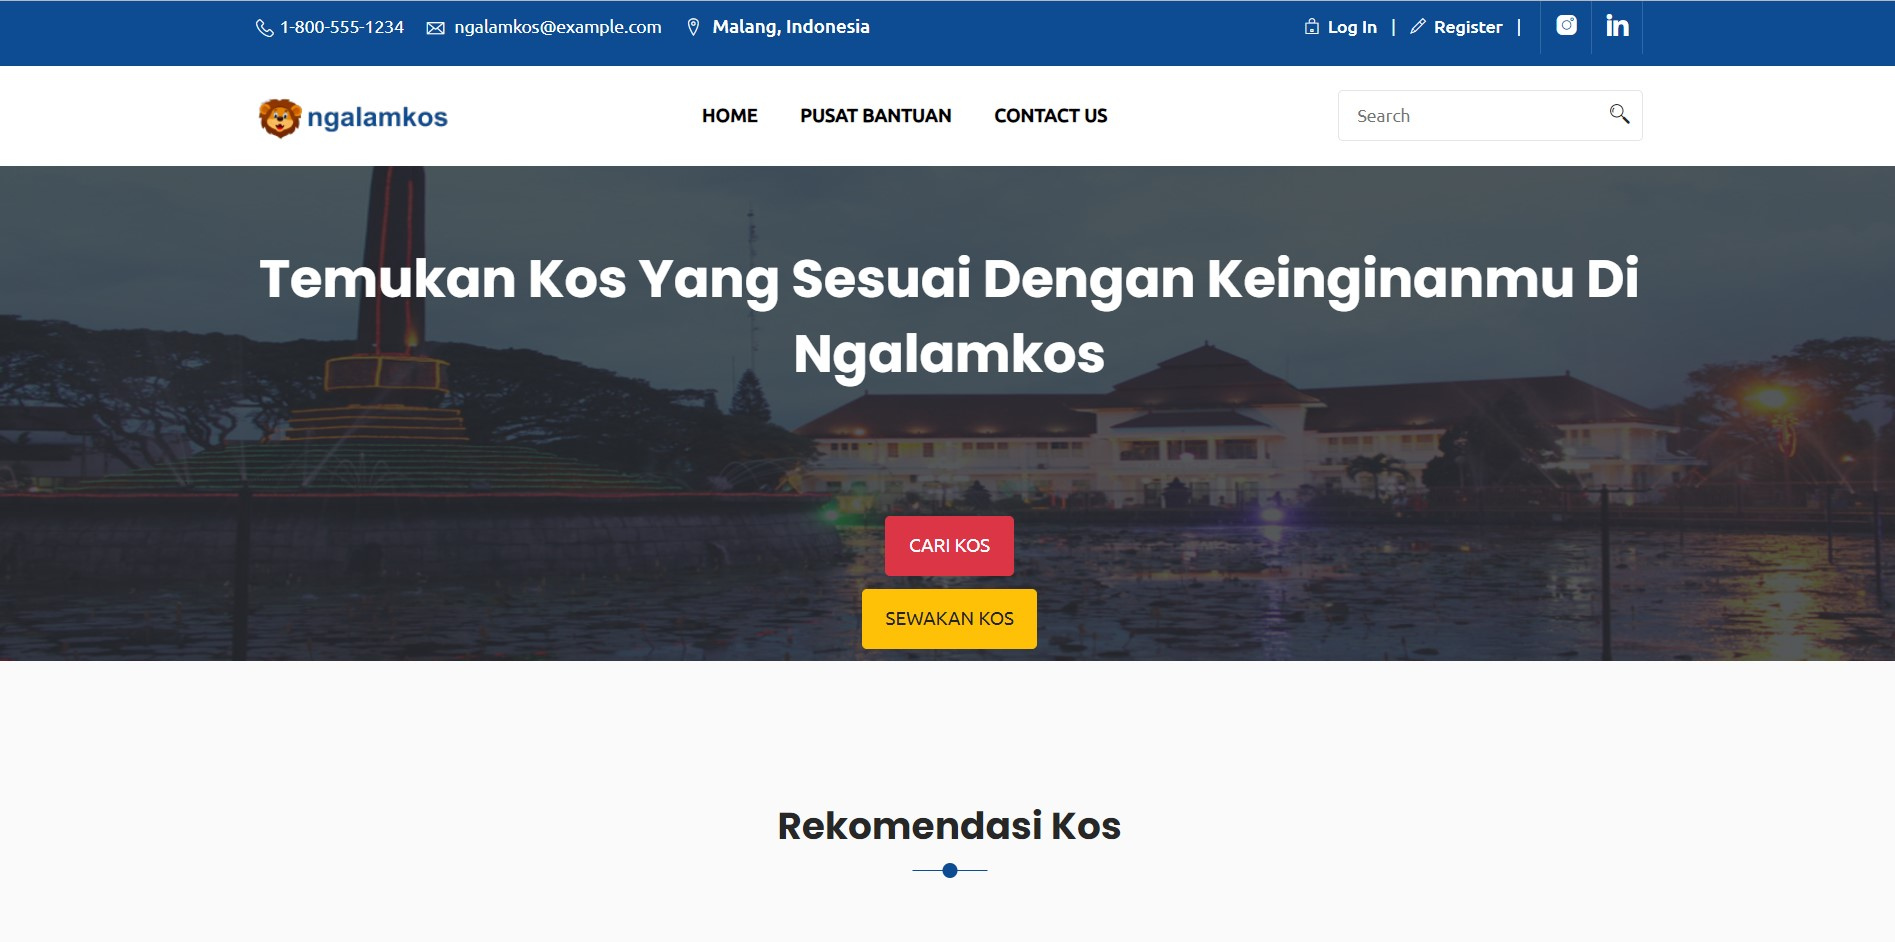 1-800-555-1234 ngalamkos@example.com Malang, Indonesia Log In | Register |
ngalamkos HOME PUSAT BANTUAN CONTACT US Search
Temukan Kos Yang Sesuai Dengan Keinginanmu Di
Ngalamkos
CARI KOS
SEWAKAN KOS
Rekomendasi Kos